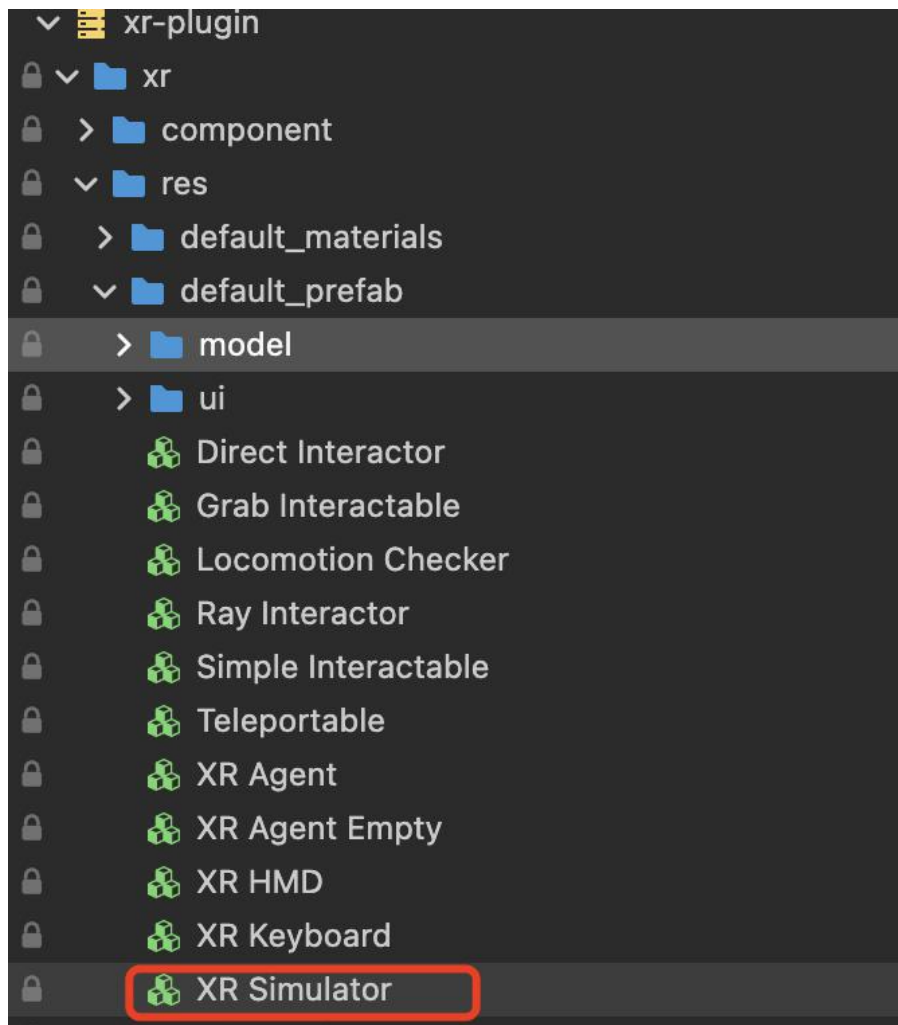 xr-plugin
xr
component
res
default_materials
default_prefab
model
ui
Direct Interactor
Grab Interactable
Locomotion Checker
Ray Interactor
Simple Interactable
Teleportable
XR Agent
XR Agent Empty
XR HMD
XR Keyboard
XR Simulator